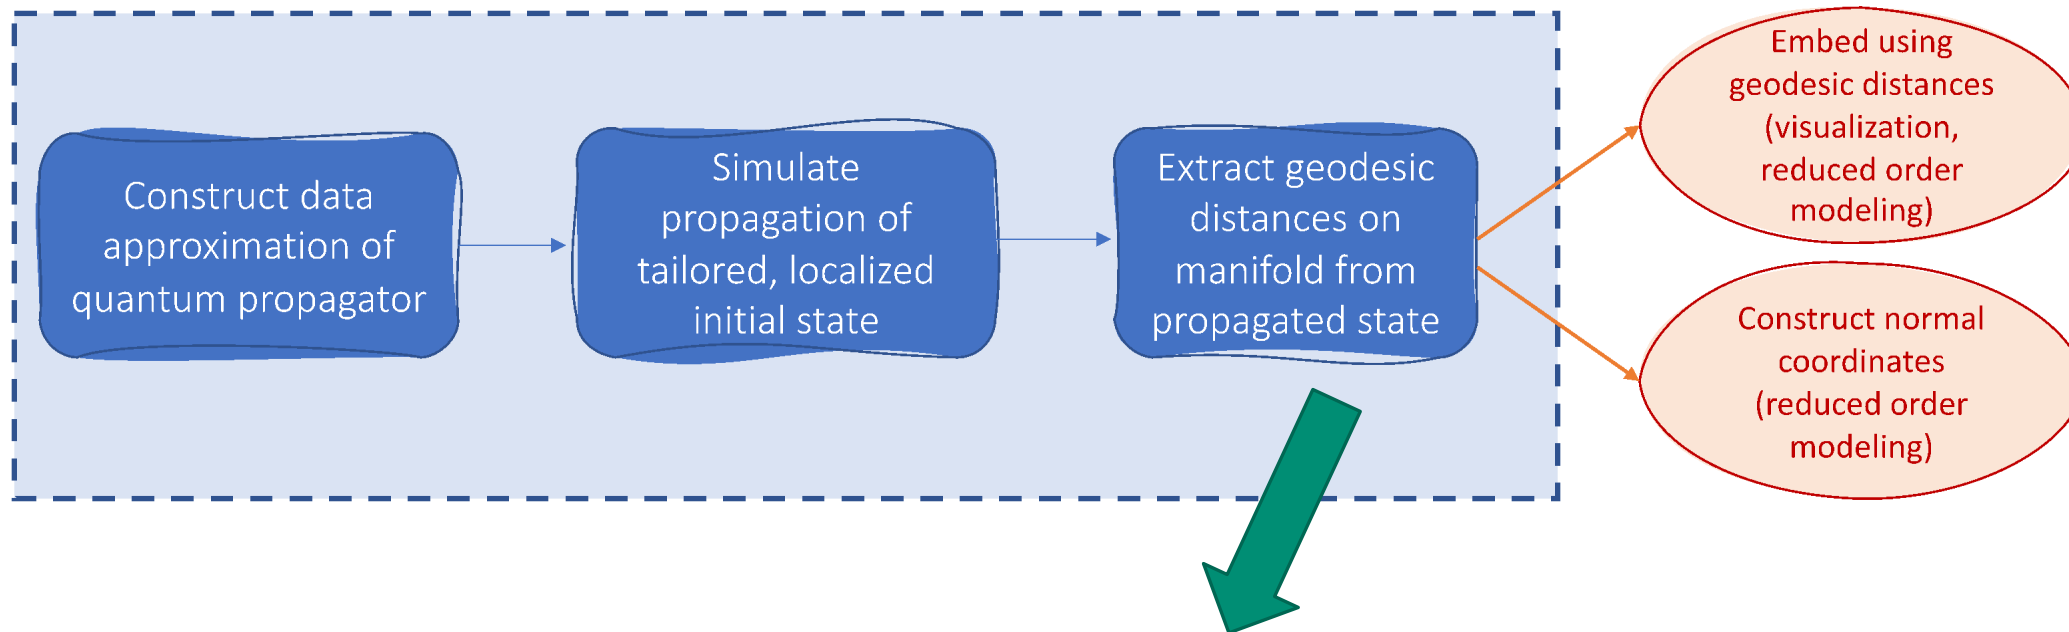 Construct data
approximation of
quantum propagator
Simulate
propagation of
tailored, localized
initial state
Extract geodesic
distances on
manifold from
propagated state
Embed using
geodesic distances
(visualization,
reduced order
modeling)
Construct normal
coordinates
(reduced order
modeling)